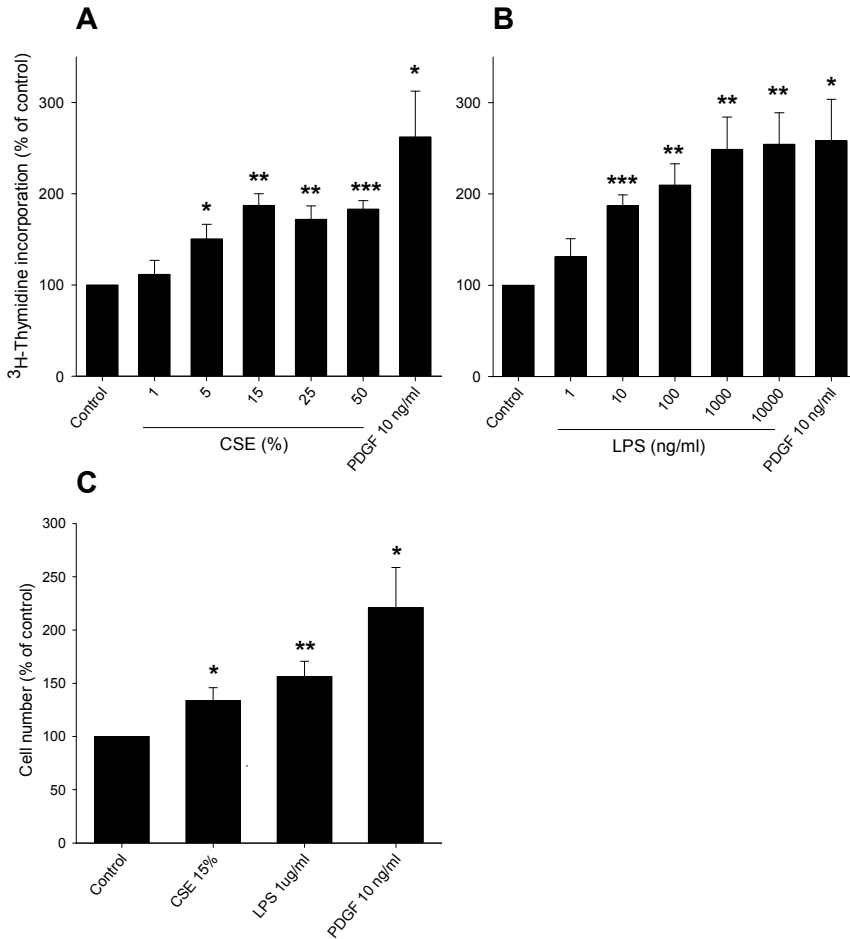 A
³H-Thymidine incorporation (% of control)
300
200
100
0
*
**
**
***
*
Control
1
5
15
25
50
PDGF 10 ng/ml
CSE (%)
B
300
200
100
0
***
**
**
**
*
Control
1
10
100
1000
10000
PDGF 10 ng/ml
LPS (ng/ml)
C
Cell number (% of control)
300
250
200
150
100
50
0
*
**
*
Control
CSE 15%
LPS 1ug/ml
PDGF 10 ng/ml